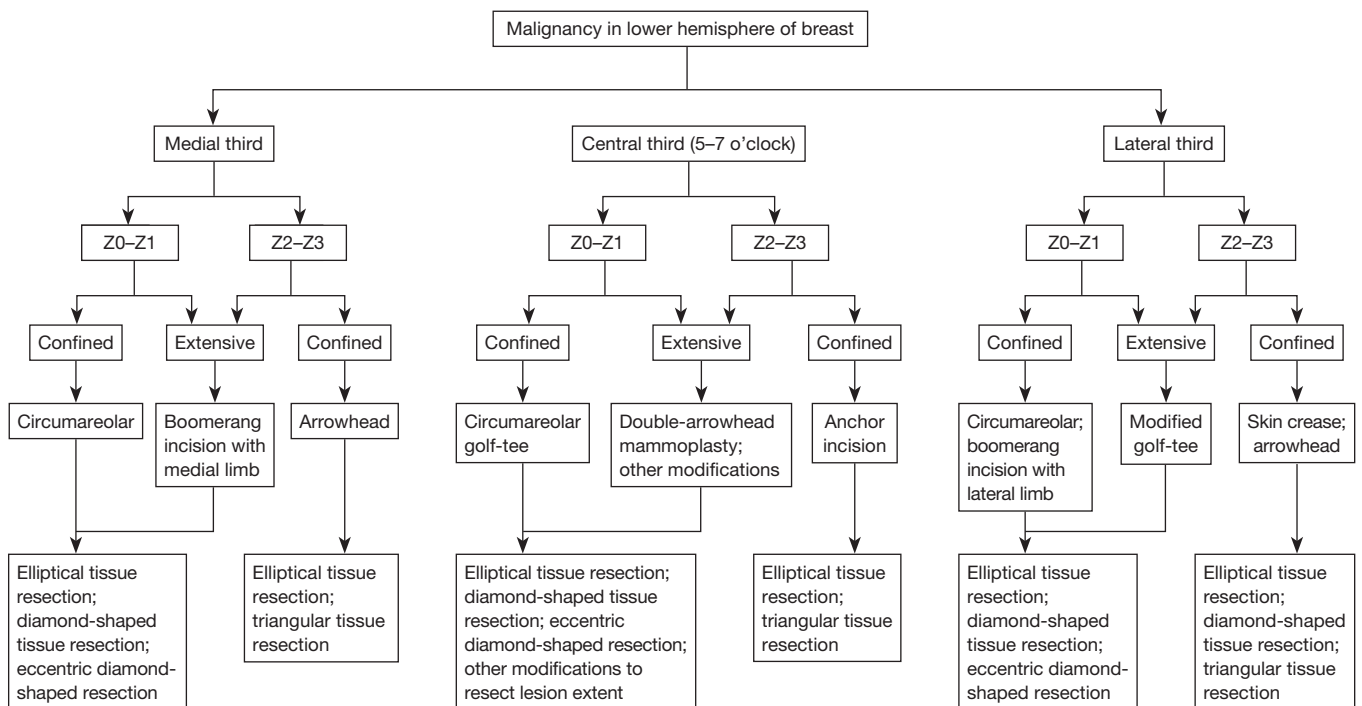 Malignancy in lower hemisphere of breast
Medial third
Central third (5–7 o’clock)
Lateral third
Z0–Z1
Z2–Z3
Z0–Z1
Z2–Z3
Z0–Z1
Z2–Z3
Confined
Extensive
Confined
Confined
Extensive
Confined
Confined
Extensive
Confined
Circumareolar
Boomerang
incision with
medial limb
Arrowhead
Circumareolar
golf-tee
Double-arrowhead
mammoplasty;
other modifications
Anchor
incision
Circumareolar;
boomerang
incision with
lateral limb
Modified
golf-tee
Skin crease;
arrowhead
Elliptical tissue
resection;
diamond-shaped
tissue resection;
eccentric diamond-
shaped resection
Elliptical tissue
resection;
triangular tissue
resection
Elliptical tissue resection;
diamond-shaped tissue
resection; eccentric
diamond-shaped resection;
other modifications to
resect lesion extent
Elliptical tissue
resection;
triangular tissue
resection
Elliptical tissue
resection;
diamond-shaped
tissue resection;
eccentric diamond-
shaped resection
Elliptical tissue
resection;
diamond-shaped
tissue resection;
triangular tissue
resection